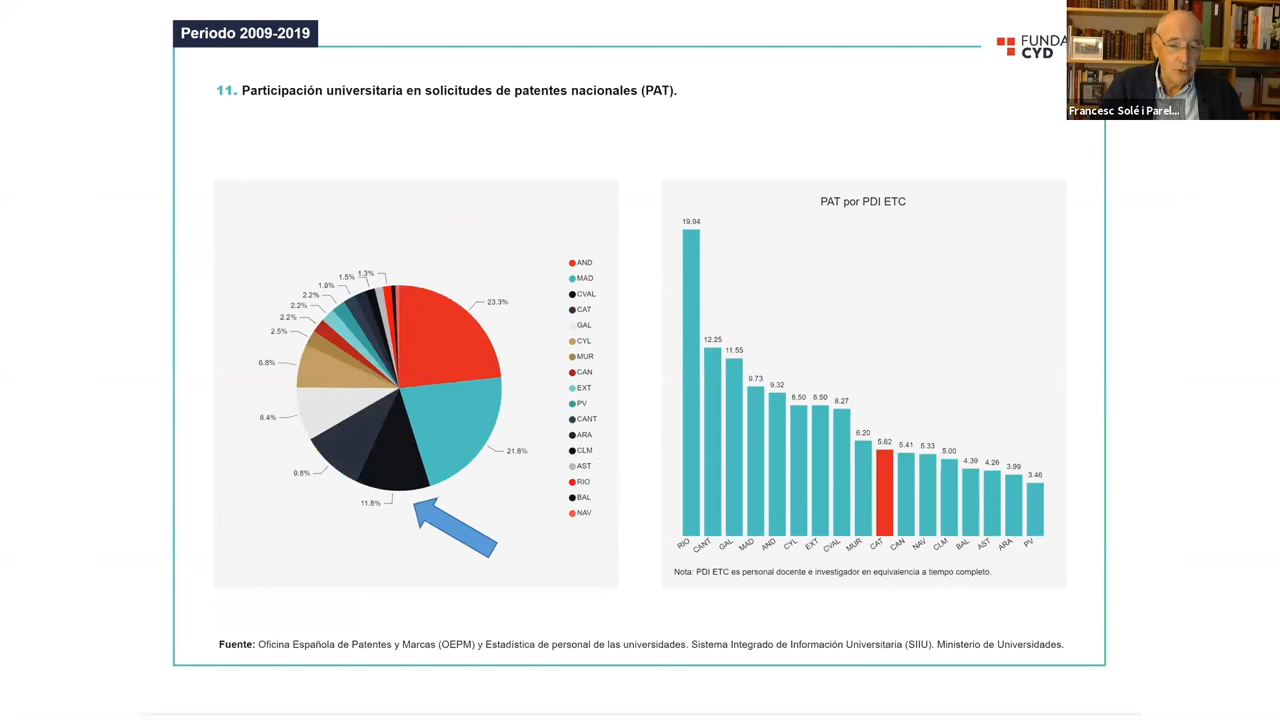 Periodo 2009-2019
FUNDA
CYD
Francesc Solé i Parel...
11. Participación universitaria en solicitudes de patentes nacionales (PAT).
1.3%
1.5%
1.9%
2.2%
2.2%
2.2%
2.5%
6.8%
8.4%
9.8%
11.8%
21.8%
23.3%
AND
MAD
CVAL
CAT
GAL
CYL
MUR
CAN
EXT
PV
CANT
ARA
CLM
AST
RIO
BAL
NAV
PAT por PDI ETC
19.94
12.25
11.55
9.73
9.32
8.50
8.50
8.27
6.20
5.62
5.41
5.33
5.00
4.39
4.26
3.99
3.46
RIO
CANT
GAL
MAD
AND
CYL
EXT
CVAL
MUR
CAT
CAN
NAV
CLM
BAL
AST
ARA
PV
Nota: PDI ETC es personal docente e investigador en equivalencia a tiempo completo.
Fuente: Oficina Española de Patentes y Marcas (OEPM) y Estadística de personal de las universidades. Sistema Integrado de Información Universitaria (SIIU). Ministerio de Universidades.